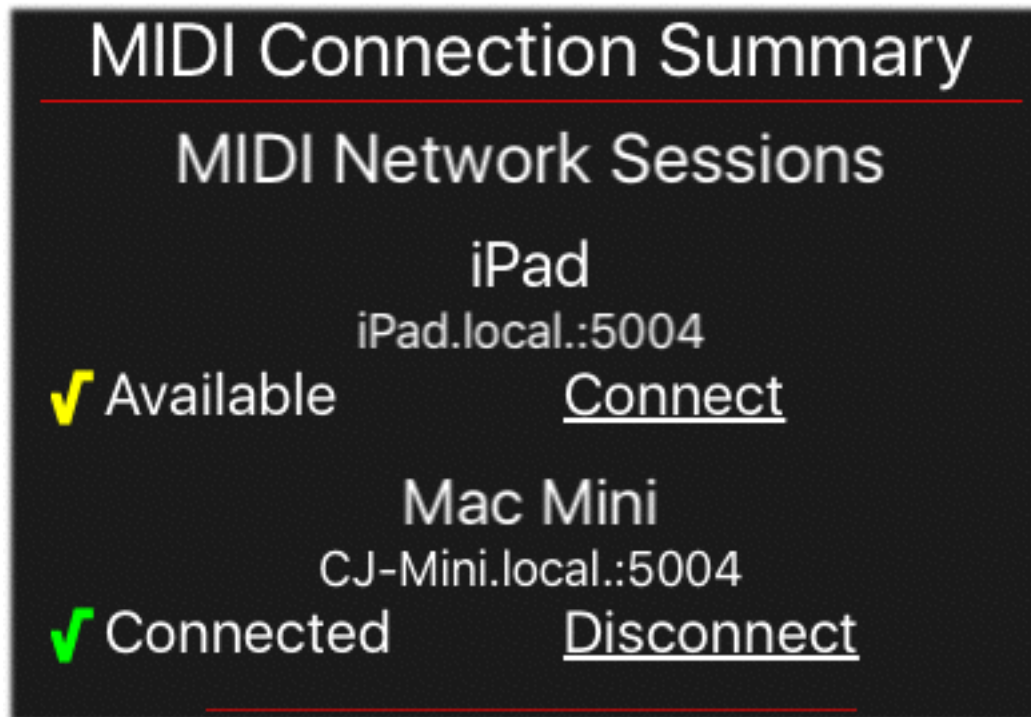 MIDI Connection Summary
MIDI Network Sessions
iPad
iPad.local.:5004
√ Available Connect
Mac Mini
CJ-Mini.local.:5004
√ Connected Disconnect